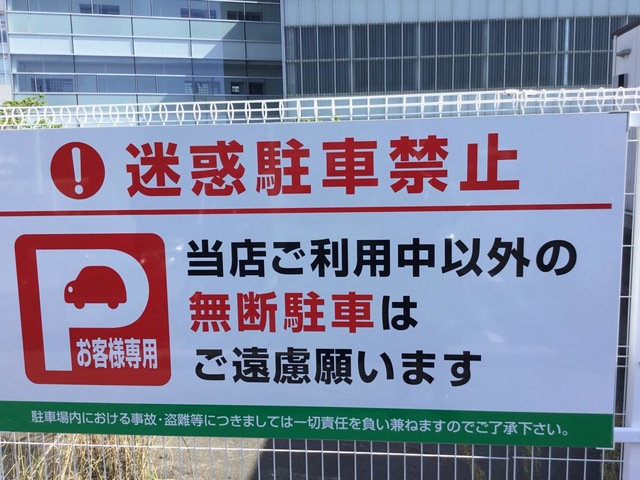 迷惑駐車禁止
P
お客様専用
当店ご利用中以外の
無断駐車は
ご遠慮願います
駐車場内における事故・盗難等につきましては一切責任を負い兼ねますのでご了承下さい。